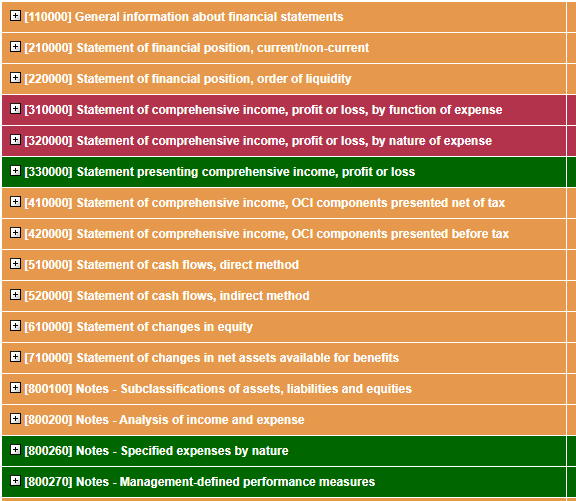 [110000] General information about financial statements
[210000] Statement of financial position, current/non-current
[220000] Statement of financial position, order of liquidity
[310000] Statement of comprehensive income, profit or loss, by function of expense
[320000] Statement of comprehensive income, profit or loss, by nature of expense
[330000] Statement presenting comprehensive income, profit or loss
[410000] Statement of comprehensive income, OCI components presented net of tax
[420000] Statement of comprehensive income, OCI components presented before tax
[510000] Statement of cash flows, direct method
[520000] Statement of cash flows, indirect method
[610000] Statement of changes in equity
[710000] Statement of changes in net assets available for benefits
[800100] Notes - Subclassifications of assets, liabilities and equities
[800200] Notes - Analysis of income and expense
[800260] Notes - Specified expenses by nature
[800270] Notes - Management-defined performance measures